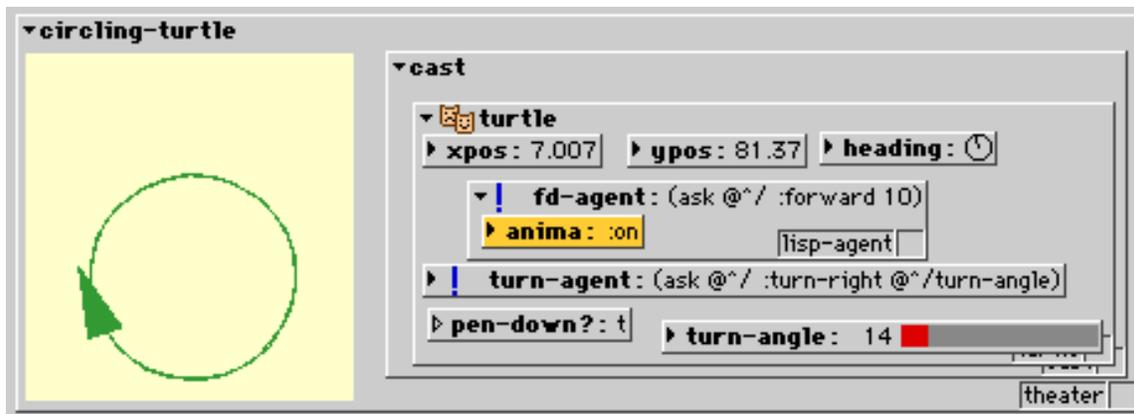 circling-turtle
cast
turtle
xpos: 7.007 ypos: 81.37 heading:
! fd-agent: (ask @^/ :forward 10)
anima: :on
lisp-agent
! turn-agent: (ask @^/ :turn-right @^/turn-angle)
pen-down?: t
turn-angle: 14
theater